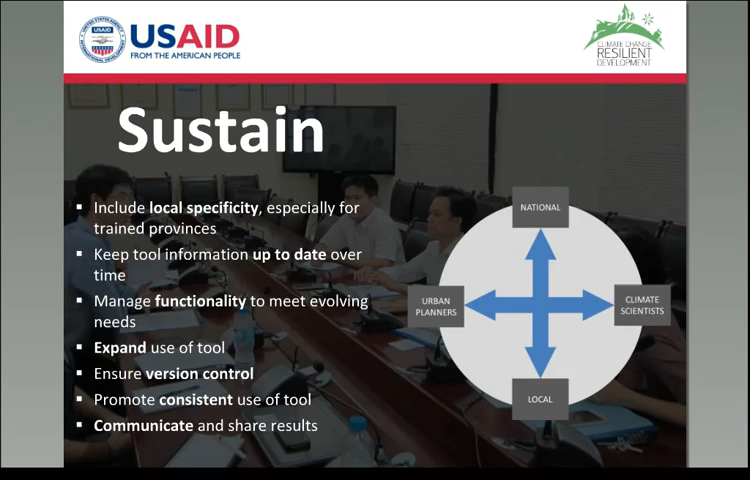 USAID
USAID
FROM THE AMERICAN PEOPLE
CLIMATE CHANGE
RESILIENT
DEVELOPMENT
Sustain
▪ Include local specificity, especially for
trained provinces
▪ Keep tool information up to date over
time
▪ Manage functionality to meet evolving
needs
▪ Expand use of tool
▪ Ensure version control
▪ Promote consistent use of tool
▪ Communicate and share results
NATIONAL
URBAN
PLANNERS
CLIMATE
SCIENTISTS
LOCAL